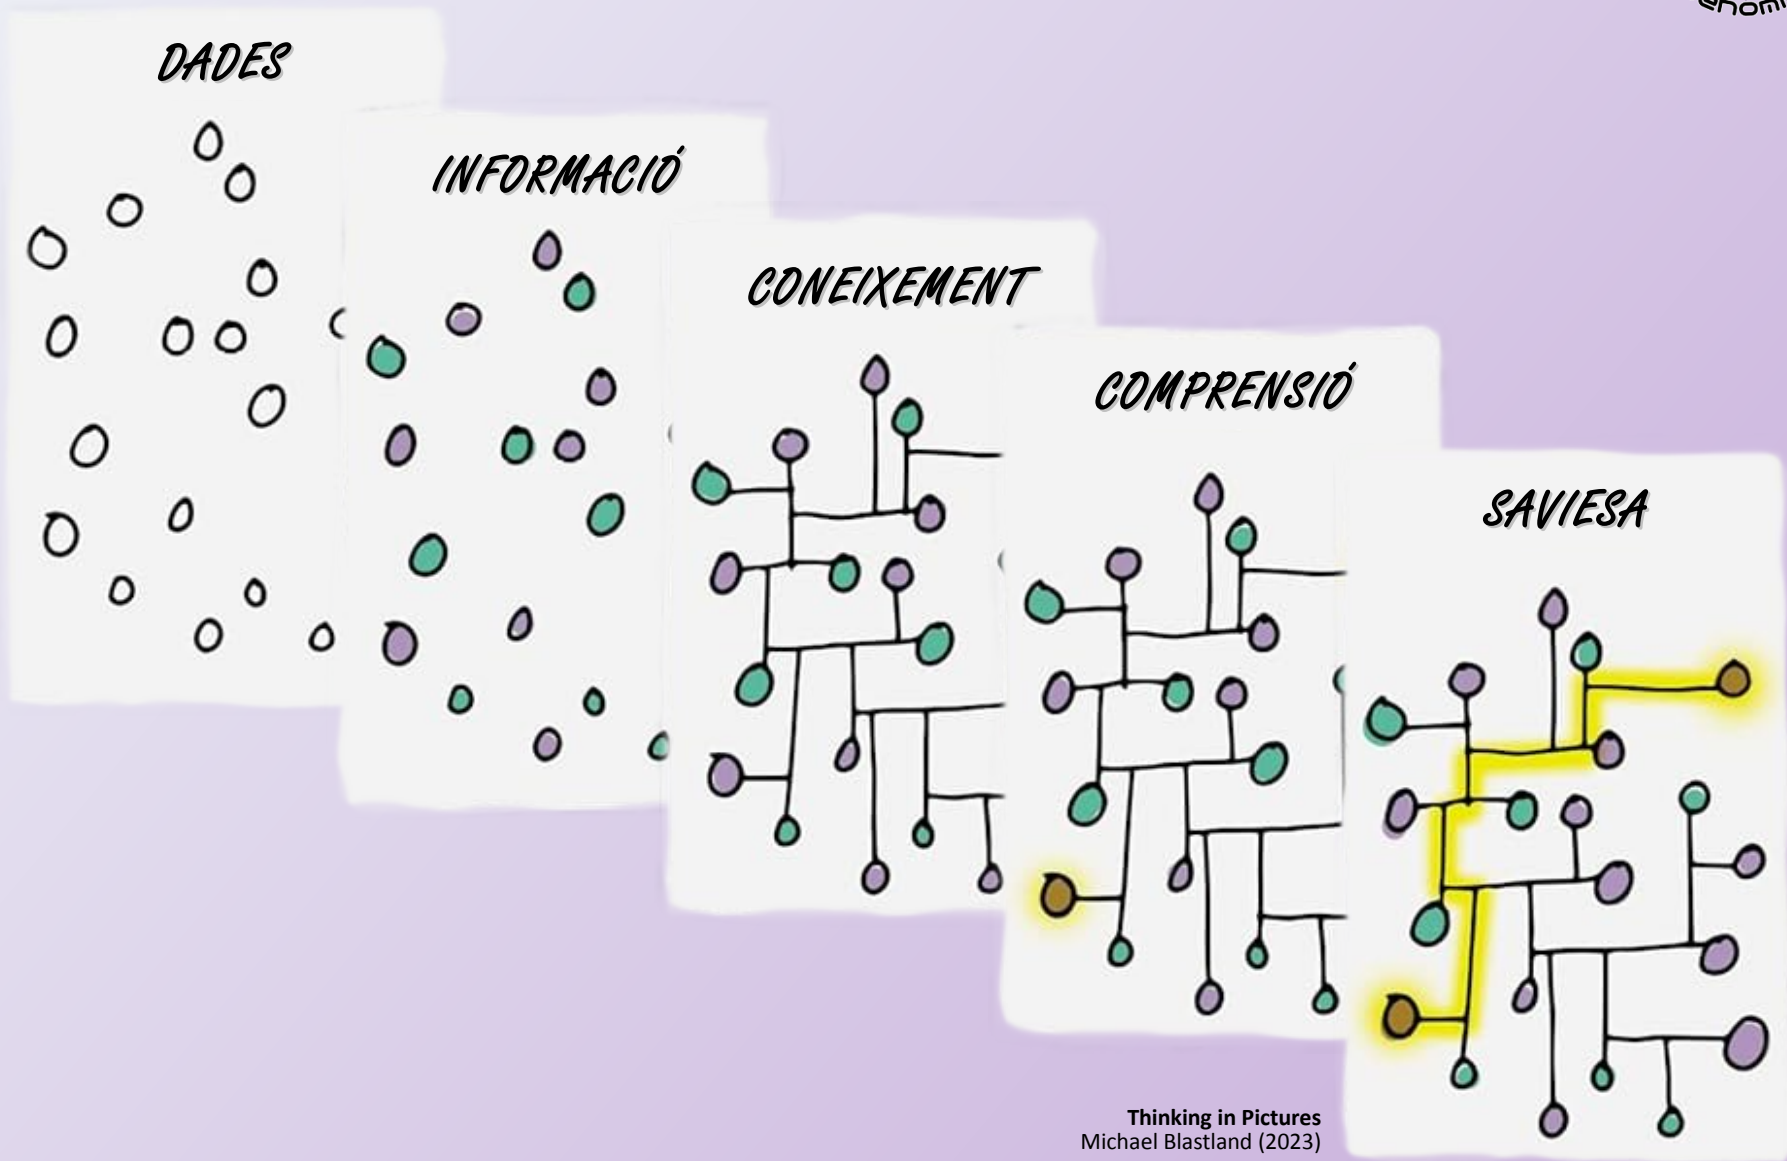 DADES
INFORMACIÓ
CONEIXEMENT
COMPRENSIÓ
SAVIESA
Thinking in Pictures
Michael Blastland (2023)